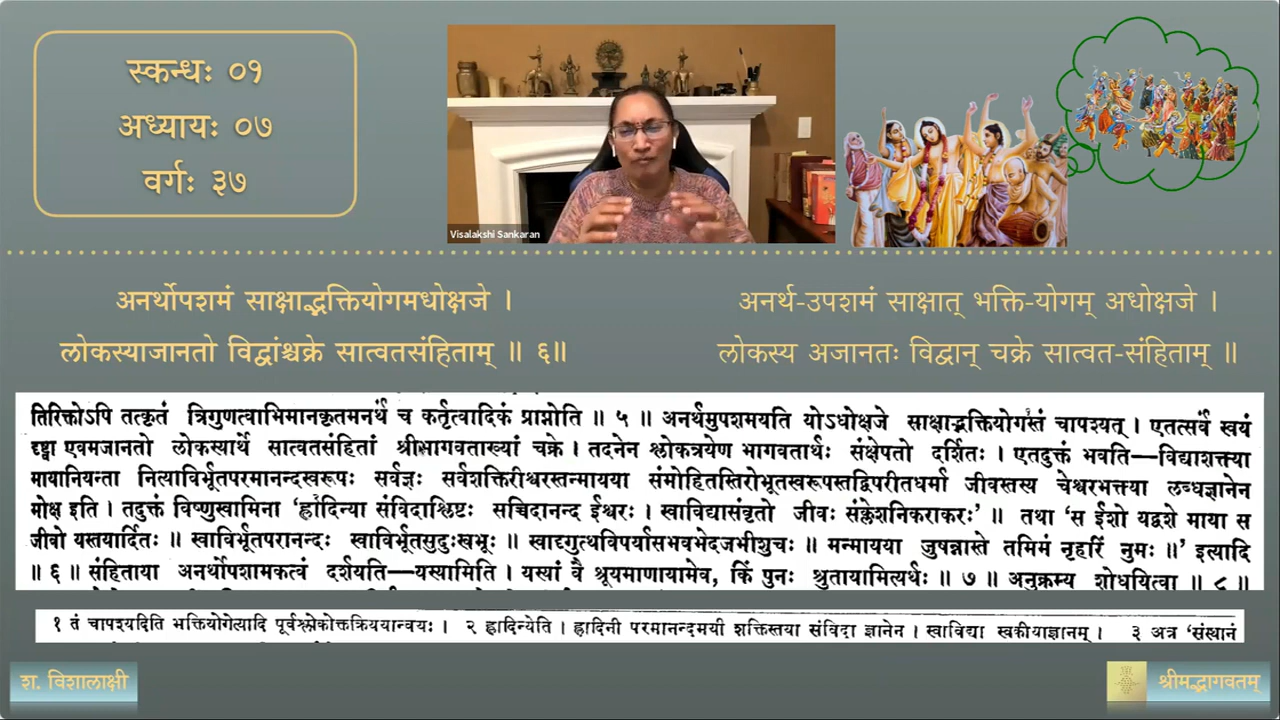 स्कन्धः ०१
अध्यायः ०७
वर्गः ३७
Visalakshi Sankaran
अनर्थोपशमं साक्षाद्भक्तियोगमधोक्षजे ।
लोकस्याजानतो विद्वांश्चक्रे सात्वतसंहिताम् ॥ ६॥
अनर्थ-उपशमं साक्षात् भक्ति-योगम् अधोक्षजे ।
लोकस्य अजानतः विद्वान् चक्रे सात्वत-संहिताम् ॥
तिरिक्तोऽपि तत्कृतं त्रिगुणत्वाभिमानकृतमनर्थं च कर्तृत्वादिकं प्राप्नोति ॥ ५ ॥ अनर्थमुपशमयति योऽधोक्षजे साक्षाद्भक्तियोगस्तं चापश्यत् । एतत्सर्वं स्वयं
दृष्ट्वा एवमजानतो लोकस्यार्थे सात्वतसंहितां श्रीभागवताख्यां चक्रे । तदनेन श्लोकत्रयेण भागवतार्थः संक्षेपतो दर्शितः । एतदुक्तं भवति—विद्याशक्त्या
मायानियन्ता नित्याविर्भूतपरमानन्दस्वरूपः सर्वज्ञः सर्वशक्तिरीश्वरस्तन्मायया संमोहितस्तिरोभूतस्वरूपस्तद्विपरीतधर्मा जीवस्तस्य चेश्वरभक्त्या लब्धज्ञानेन
मोक्ष इति । तदुक्तं विष्णुस्वामिना ‘ह्लादिन्या संविदाश्लिष्टः सच्चिदानन्द ईश्वरः । स्वाविद्यासंवृतो जीवः संक्लेशनिकराकरः’ ॥ तथा ‘स ईशो यद्वशे माया स
जीवो यस्तयार्दितः ॥ स्वाविर्भूतपरानन्दः स्वाविर्भूतसुदुःखभूः ॥ स्वादृगुत्थविपर्यासभवभेदजभीशुचः ॥ मन्मायया जुषन्नास्ते तमिमं नृहरिं नुमः ॥’ इत्यादि
॥ ६ ॥ संहिताया अनर्थोपशामकत्वं दर्शयति—यस्यामिति । यस्यां वै श्रूयमाणायामेव, किं पुनः श्रुतायामित्यर्थः ॥ ७ ॥ अनुक्रम्य शोधयित्वा ॥ ८ ॥
१ तं चापश्यदिति भक्तियोगेत्यादि पूर्वश्लोकोक्तक्रिययान्वयः । २ ह्लादिन्येति । ह्लादिनी परमानन्दमयी शक्तिस्तया संविदा ज्ञानेन । स्वाविद्या स्वकीयाज्ञानम् । ३ अत्र ‘संस्थानं
श. विशालाक्षी
श्रीमद्भागवतम्